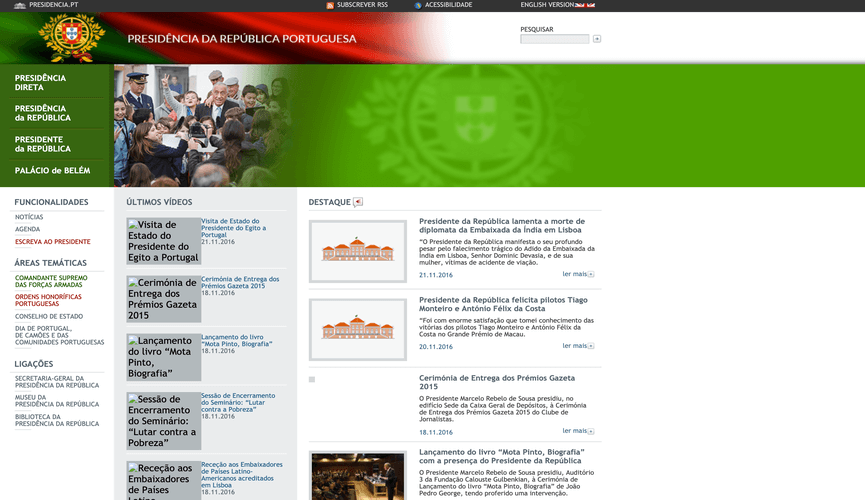 PRESIDENCIA.PT
SUBSCREVER RSS
ACESSIBILIDADE
ENGLISH VERSION
PRESIDÊNCIA DA REPÚBLICA PORTUGUESA
PESQUISAR
PRESIDÊNCIA
DIRETA
PRESIDÊNCIA
da REPÚBLICA
PRESIDENTE
da REPÚBLICA
PALÁCIO de BELÉM
FUNCIONALIDADES
NOTÍCIAS
AGENDA
ESCREVA AO PRESIDENTE
ÁREAS TEMÁTICAS
COMANDANTE SUPREMO
DAS FORÇAS ARMADAS
ORDENS HONORÍFICAS
PORTUGUESAS
CONSELHO DE ESTADO
DIA DE PORTUGAL,
DE CAMÕES E DAS
COMUNIDADES PORTUGUESAS
LIGAÇÕES
SECRETARIA-GERAL DA
PRESIDÊNCIA DA REPÚBLICA
MUSEU DA
PRESIDÊNCIA DA REPÚBLICA
BIBLIOTECA DA
PRESIDÊNCIA DA REPÚBLICA
ÚLTIMOS VÍDEOS
Visita de
Estado do
Presidente do
Egito a Portugal
Visita de Estado do
Presidente do Egito a
Portugal
21.11.2016
Cerimónia de
Entrega dos
Prémios Gazeta
2015
Cerimónia de Entrega dos
Prémios Gazeta 2015
18.11.2016
Lançamento
do livro “Mota
Pinto,
Biografia”
Lançamento do livro
“Mota Pinto, Biografia”
18.11.2016
Sessão de
Encerramento
do Seminário:
“Lutar contra a
Pobreza”
Sessão de Encerramento
do Seminário: “Lutar
contra a Pobreza”
18.11.2016
Receção aos
Embaixadores
de Países
Latino-
Receção aos Embaixadores
de Países Latino-
Americanos acreditados
em Lisboa
18.11.2016
DESTAQUE
Presidente da República lamenta a morte de
diplomata da Embaixada da Índia em Lisboa
“O Presidente da República manifesta o seu profundo
pesar pelo falecimento trágico do Adido da Embaixada da
Índia em Lisboa, Senhor Dominic Devasia, e de sua
mulher, vítimas de acidente de viação.
21.11.2016
ler mais
Presidente da República felicita pilotos Tiago
Monteiro e António Félix da Costa
“Foi com enorme satisfação que tomei conhecimento das
vitórias dos pilotos Tiago Monteiro e António Félix da
Costa no Grande Prémio de Macau.
20.11.2016
ler mais
Cerimónia de Entrega dos Prémios Gazeta
2015
O Presidente Marcelo Rebelo de Sousa presidiu, no
edifício Sede da Caixa Geral de Depósitos, à Cerimónia
de Entrega dos Prémios Gazeta 2015 do Clube de
Jornalistas.
18.11.2016
ler mais
Lançamento do livro “Mota Pinto, Biografia”
com a presença do Presidente da República
O Presidente Marcelo Rebelo de Sousa presidiu, Auditório
3 da Fundação Calouste Gulbenkian, à Cerimónia de
Lançamento do livro “Mota Pinto, Biografia” de João
Pedro George, tendo proferido uma intervenção.